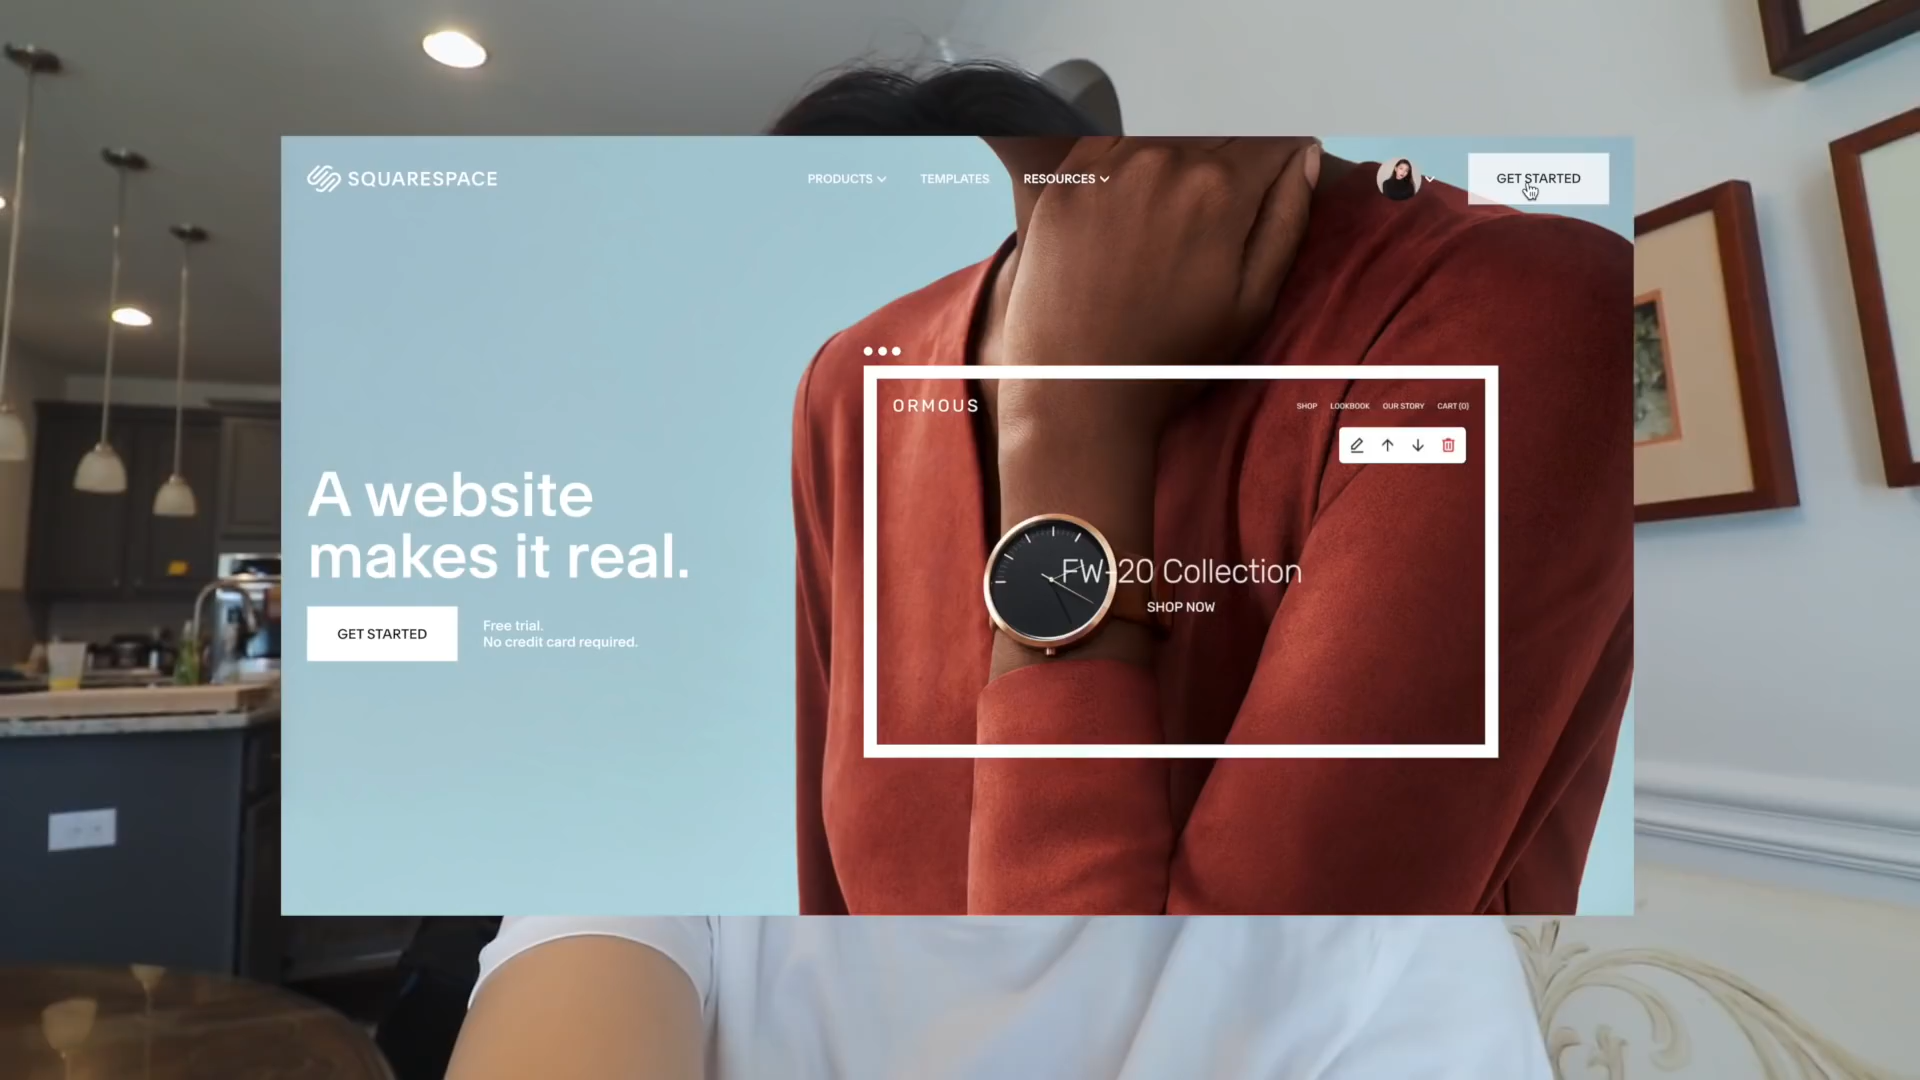 SQUARESPACE
PRODUCTS
TEMPLATES
RESOURCES
GET STARTED
A website
makes it real.
GET STARTED
Free trial.
No credit card required.
ORMOUS
SHOP
LOOKBOOK
OUR STORY
CART (0)
FW-20 Collection
SHOP NOW